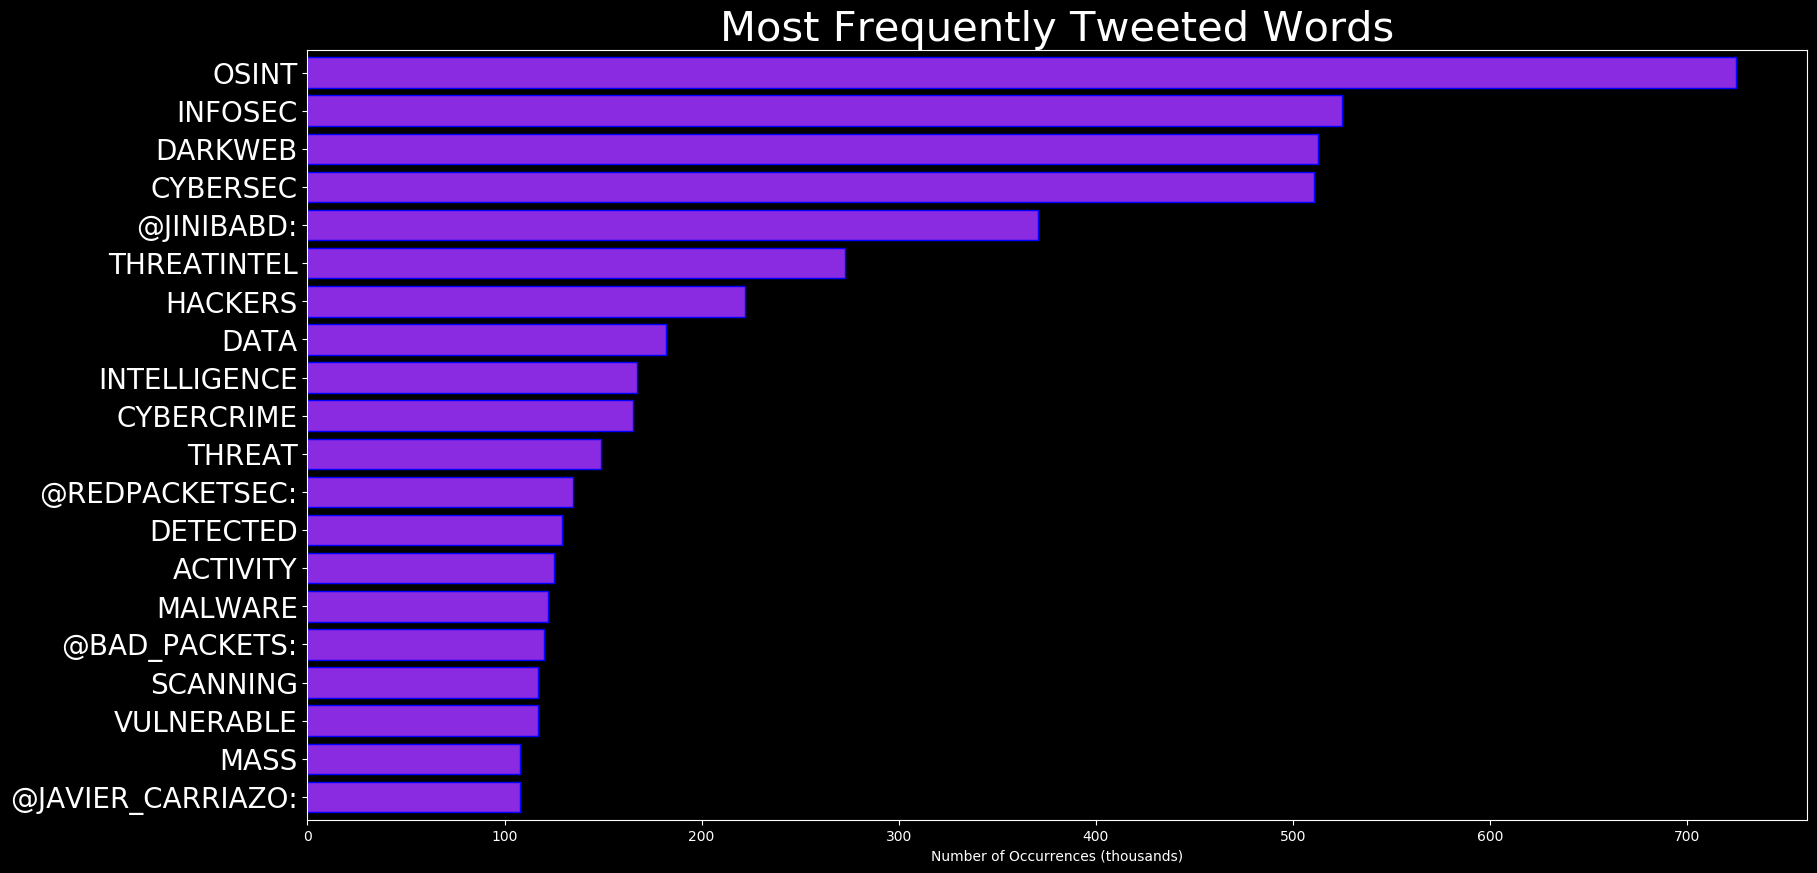 Most Frequently Tweeted Words
OSINT
INFOSEC
DARKWEB
CYBERSEC
@JINIBABD:
THREATINTEL
HACKERS
DATA
INTELLIGENCE
CYBERCRIME
THREAT
@REDPACKETSEC:
DETECTED
ACTIVITY
MALWARE
@BAD_PACKETS:
SCANNING
VULNERABLE
MASS
@JAVIER_CARRIAZO:
0 100 200 300 400 500 600 700
Number of Occurrences (thousands)